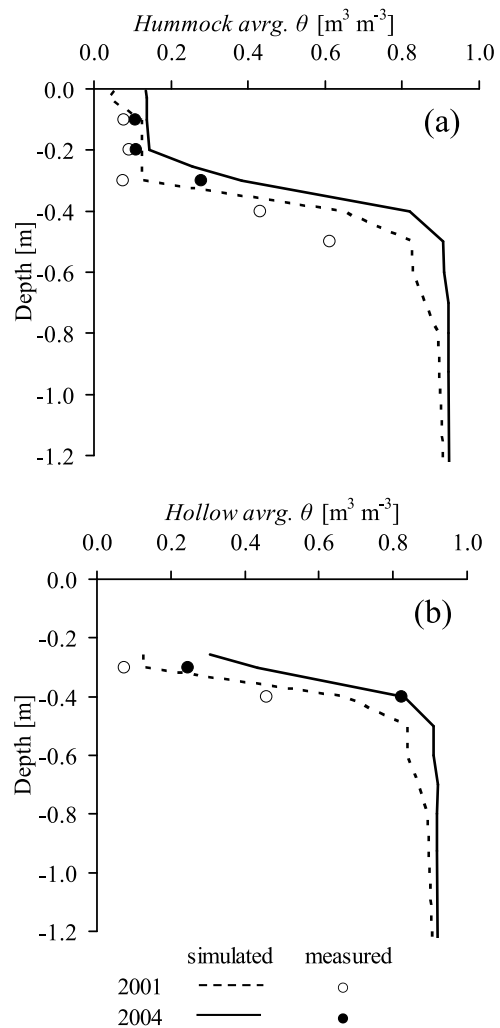 Hummock avrg. θ [m³ m⁻³]
0.0 0.2 0.4 0.6 0.8 1.0
0.0
(a)
-0.2
-0.4
Depth [m]
-0.6
-0.8
-1.0
-1.2
Hollow avrg. θ [m³ m⁻³]
0.0 0.2 0.4 0.6 0.8 1.0
0.0
(b)
-0.2
-0.4
Depth [m]
-0.6
-0.8
-1.0
-1.2
simulated measured
2001
2004